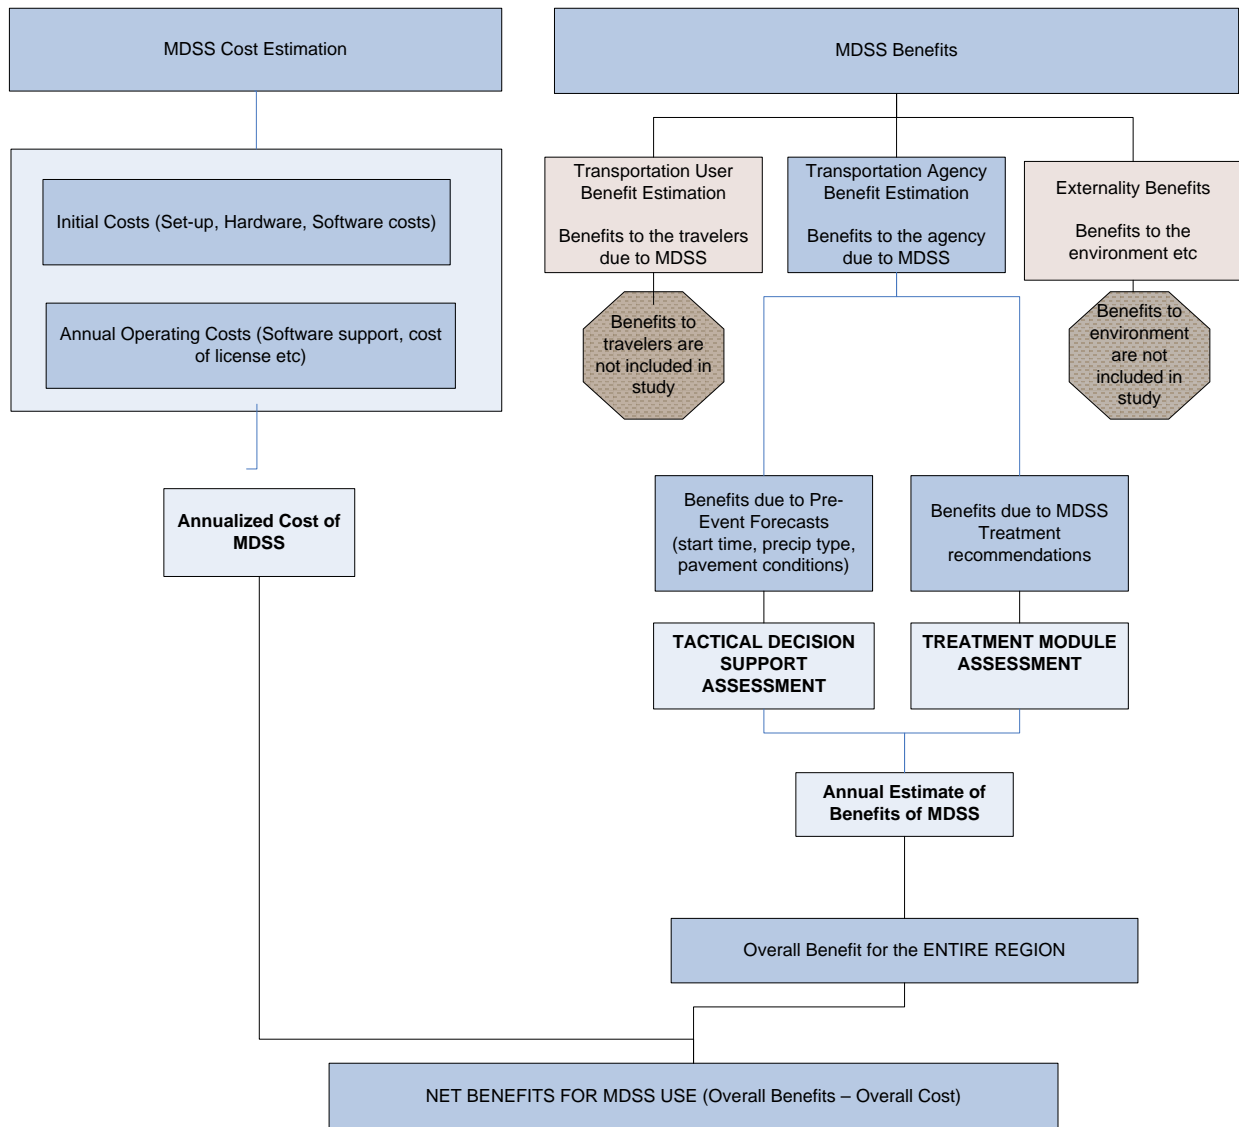 MDSS Cost Estimation
MDSS Benefits
Initial Costs (Set-up, Hardware, Software costs)
Annual Operating Costs (Software support, cost
of license etc)
Annualized Cost of
MDSS
Transportation User
Benefit Estimation
Benefits to the travelers
due to MDSS
Transportation Agency
Benefit Estimation
Benefits to the agency
due to MDSS
Externality Benefits
Benefits to the
environment etc
Benefits to
travelers are
not included in
study
Benefits to
environment
are not
included in
study
Benefits due to Pre-
Event Forecasts
(start time, precip type,
pavement conditions)
Benefits due to MDSS
Treatment
recommendations
TACTICAL DECISION
SUPPORT
ASSESSMENT
TREATMENT MODULE
ASSESSMENT
Annual Estimate of
Benefits of MDSS
Overall Benefit for the ENTIRE REGION
NET BENEFITS FOR MDSS USE (Overall Benefits – Overall Cost)